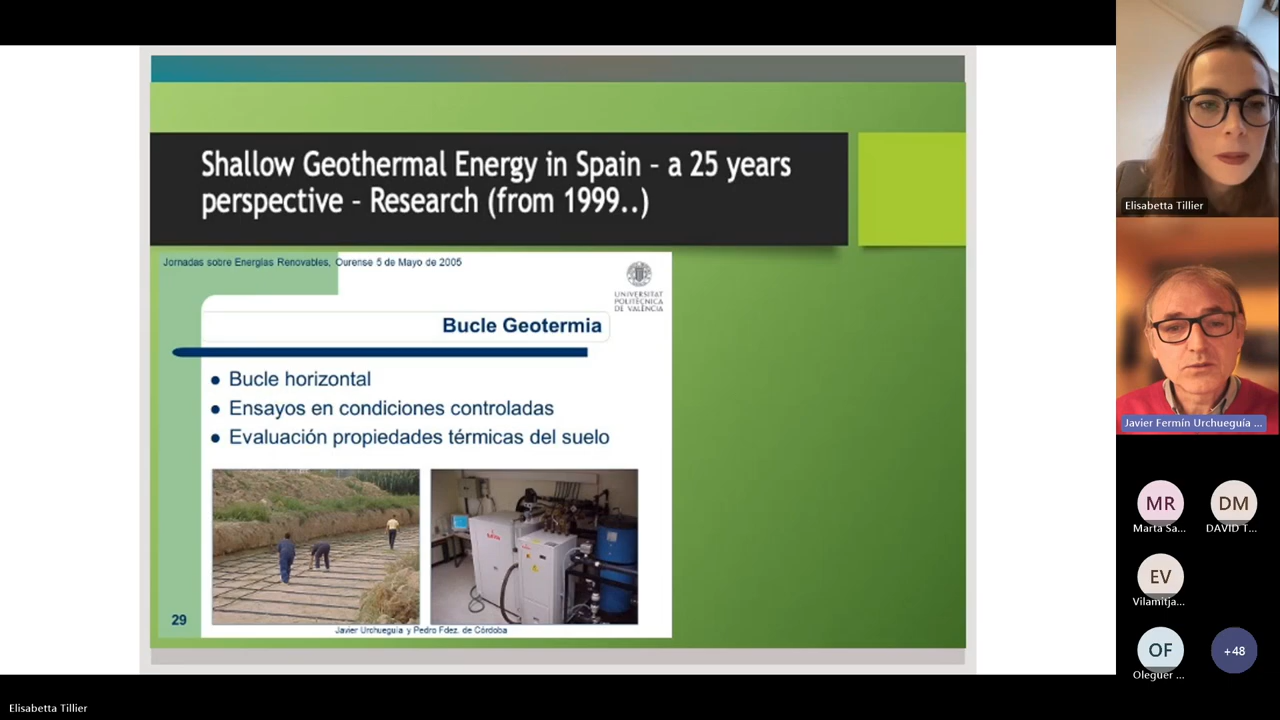 Shallow Geothermal Energy in Spain – a 25 years
perspective – Research (from 1999..)
Jornadas sobre Energías Renovables, Ourense 5 de Mayo de 2005
UNIVERSITAT
POLITÈCNICA
DE VALÈNCIA
Bucle Geotermia
● Bucle horizontal
● Ensayos en condiciones controladas
● Evaluación propiedades térmicas del suelo
29
Javier Urchueguía y Pedro Fdez. de Córdoba
Elisabetta Tillier
Javier Fermín Urchueguía ...
MR
DM
Marta Sa...
DAVID T...
EV
Vilamitja...
OF
+48
Oleguer ...
Elisabetta Tillier